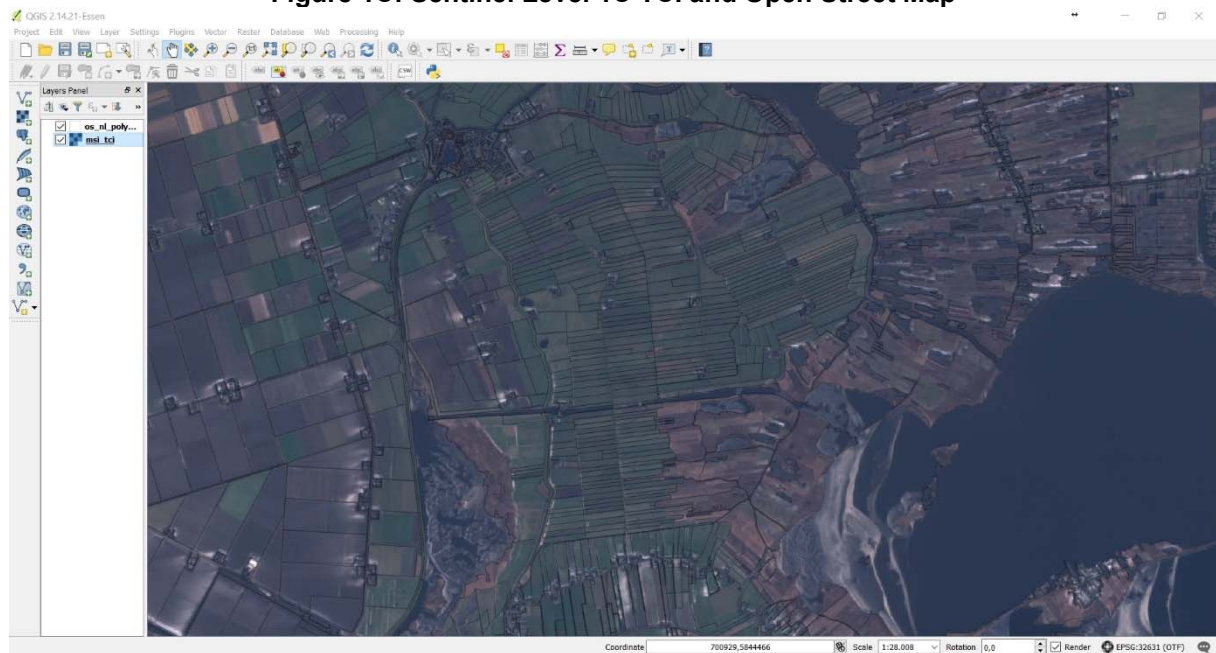 Figure 1C: Sentinel Level 1C TCI and Open Street Map
QGIS 2.14.21-Essen
Project Edit View Layer Settings Plugins Vector Raster Database Web Processing Help
Layers Panel
os_nl_poly...
msi_tci
Coordinate 700929,5844466 Scale 1:28.008 Rotation 0,0 Render EPSG:32631 (OTF)